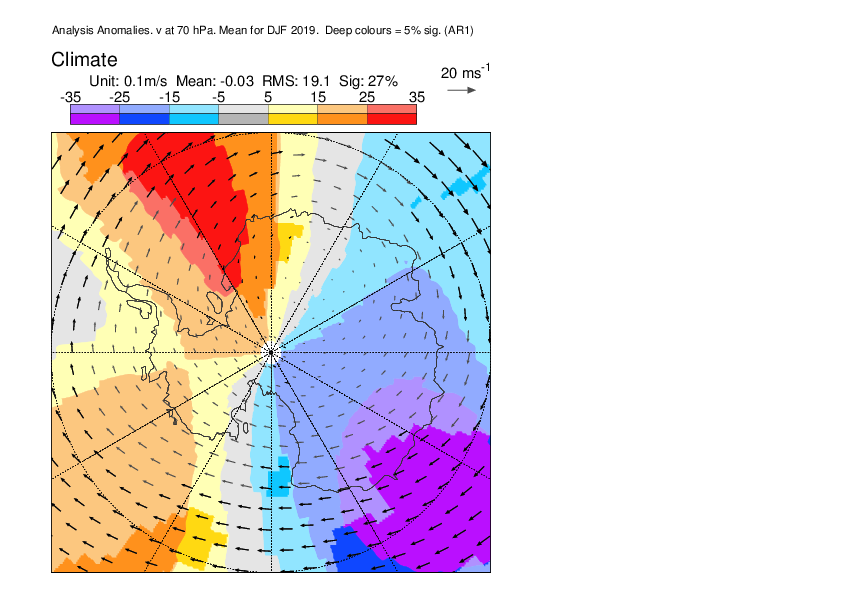 Analysis Anomalies. v at 70 hPa. Mean for DJF 2019. Deep colours = 5% sig. (AR1)
Climate
20 ms-1
Unit: 0.1m/s Mean: -0.03 RMS: 19.1 Sig: 27%
-35 -25 -15 -5 5 15 25 35